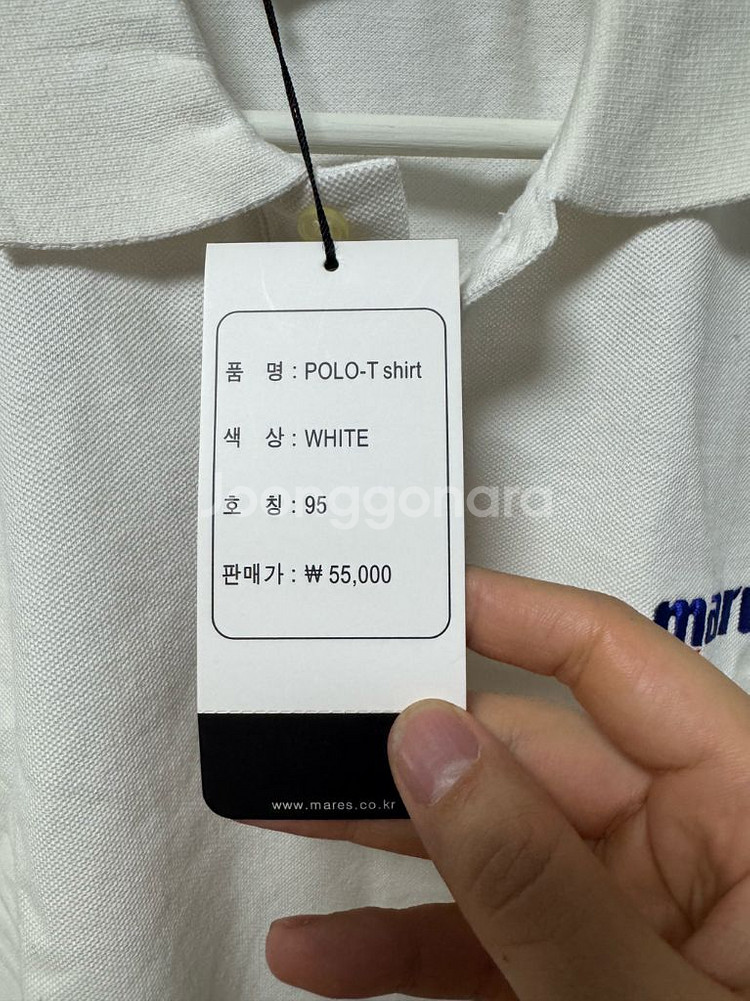 품 명 : POLO-T shirt
색 상 : WHITE
호 칭 : 95
Joonggonara
판매가 : ₩ 55,000
www.mares.co.kr